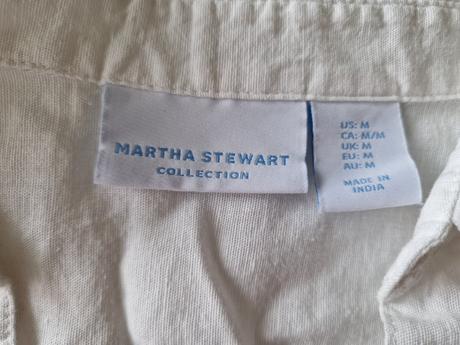 MARTHA STEWART
COLLECTION
US: M
CA: M/M
UK: M
EU: M
AU: M
MADE IN
INDIA